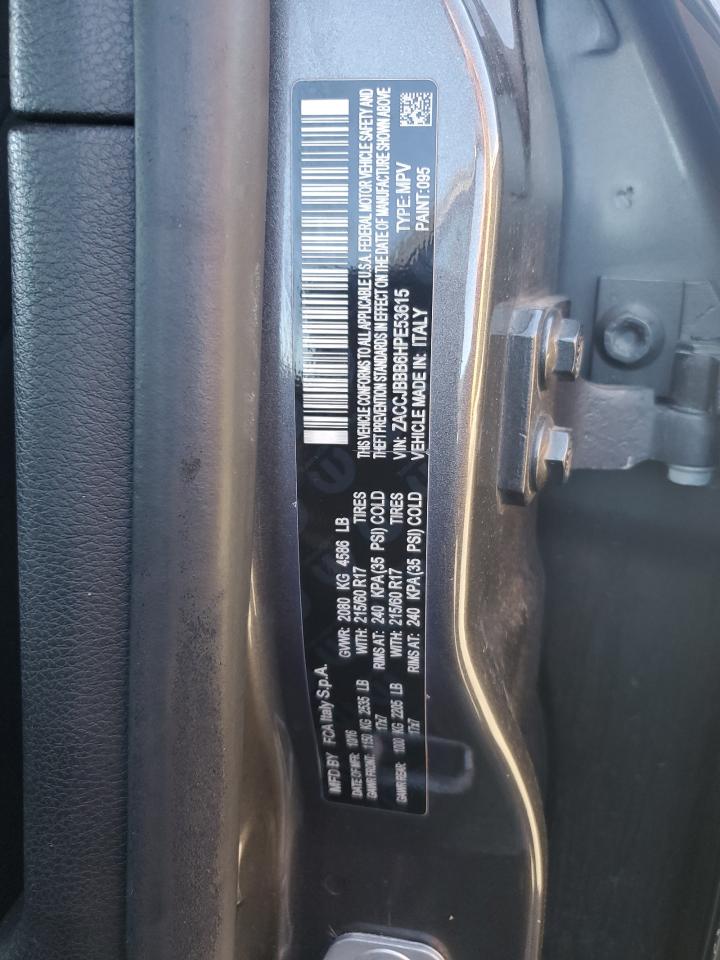 MFD BY FCA Italy S.p.A.
DATE OF MFR: 10/16 GVWR: 2080 KG 4586 LB
GAWR FRONT: 1150 KG 2535 LB WITH: 215/60 R17 TIRES
17x7 RIMS AT: 240 KPA(35 PSI) COLD
GAWR REAR: 1000 KG 2205 LB WITH: 215/60 R17 TIRES
17x7 RIMS AT: 240 KPA(35 PSI) COLD
THIS VEHICLE CONFORMS TO ALL APPLICABLE U.S.A. FEDERAL MOTOR VEHICLE SAFETY AND
THEFT PREVENTION STANDARDS IN EFFECT ON THE DATE OF MANUFACTURE SHOWN ABOVE
VIN: ZACCJBBB6HPE53615 TYPE: MPV
VEHICLE MADE IN: ITALY PAINT: 095